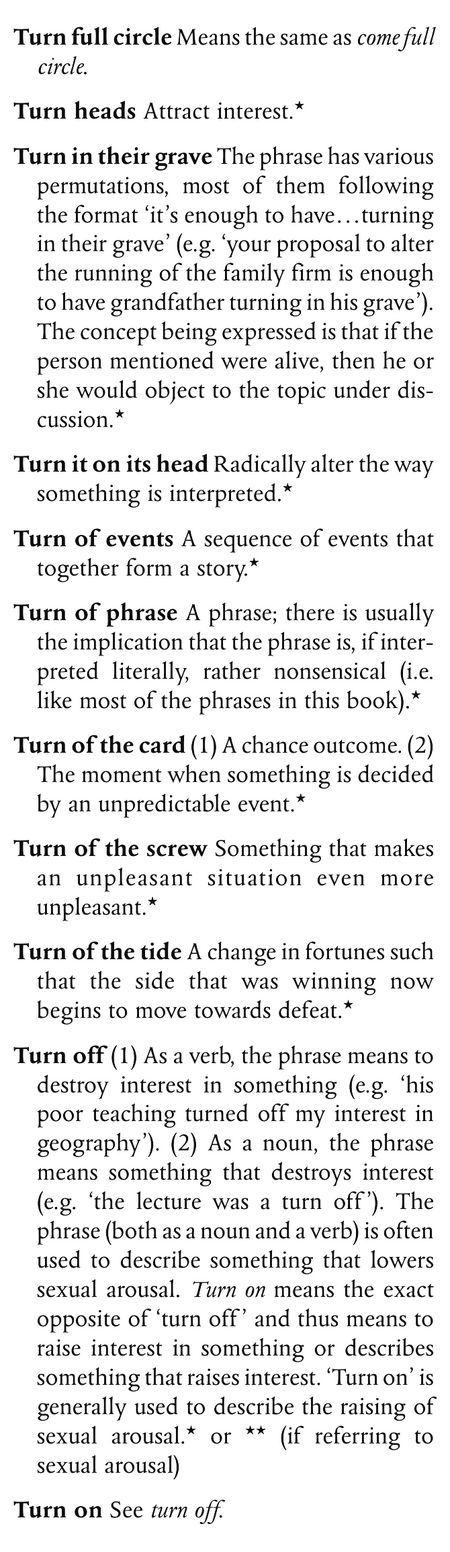 Turn full circle Means the same as come full
circle.
Turn heads Attract interest.★
Turn in their grave The phrase has various
permutations, most of them following
the format ‘it’s enough to have…turning
in their grave’ (e.g. ‘your proposal to alter
the running of the family firm is enough
to have grandfather turning in his grave’).
The concept being expressed is that if the
person mentioned were alive, then he or
she would object to the topic under dis-
cussion.★
Turn it on its head Radically alter the way
something is interpreted.★
Turn of events A sequence of events that
together form a story.★
Turn of phrase A phrase; there is usually
the implication that the phrase is, if inter-
preted literally, rather nonsensical (i.e.
like most of the phrases in this book).★
Turn of the card (1) A chance outcome. (2)
The moment when something is decided
by an unpredictable event.★
Turn of the screw Something that makes
an unpleasant situation even more
unpleasant.★
Turn of the tide A change in fortunes such
that the side that was winning now
begins to move towards defeat.★
Turn off (1) As a verb, the phrase means to
destroy interest in something (e.g. ‘his
poor teaching turned off my interest in
geography’). (2) As a noun, the phrase
means something that destroys interest
(e.g. ‘the lecture was a turn off’). The
phrase (both as a noun and a verb) is often
used to describe something that lowers
sexual arousal. Turn on means the exact
opposite of ‘turn off’ and thus means to
raise interest in something or describes
something that raises interest. ‘Turn on’ is
generally used to describe the raising of
sexual arousal.★ or ★★ (if referring to
sexual arousal)
Turn on See turn off.